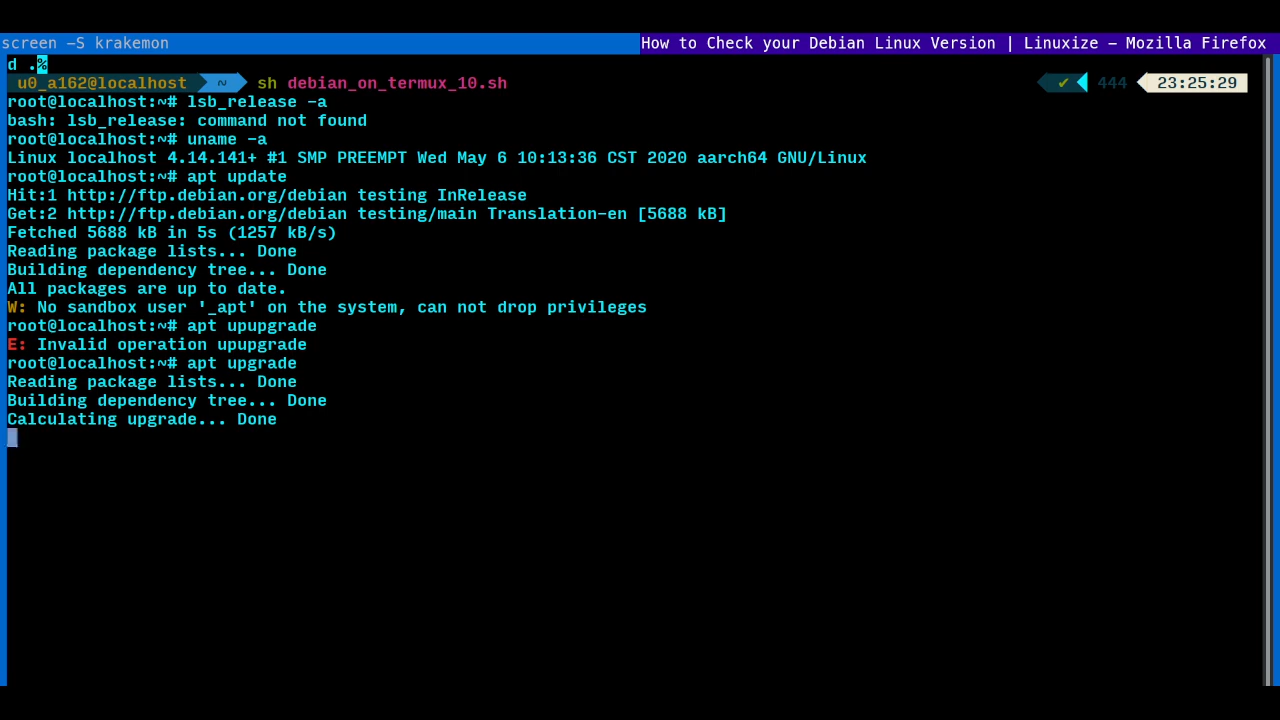 screen -S krakemon
How to Check your Debian Linux Version | Linuxize – Mozilla Firefox
d .%
u0_a162@localhost ~ sh debian_on_termux_10.sh ✔ 444 23:25:29
root@localhost:~# lsb_release -a
bash: lsb_release: command not found
root@localhost:~# uname -a
Linux localhost 4.14.141+ #1 SMP PREEMPT Wed May 6 10:13:36 CST 2020 aarch64 GNU/Linux
root@localhost:~# apt update
Hit:1 http://ftp.debian.org/debian testing InRelease
Get:2 http://ftp.debian.org/debian testing/main Translation-en [5688 kB]
Fetched 5688 kB in 5s (1257 kB/s)
Reading package lists... Done
Building dependency tree... Done
All packages are up to date.
W: No sandbox user '_apt' on the system, can not drop privileges
root@localhost:~# apt upupgrade
E: Invalid operation upupgrade
root@localhost:~# apt upgrade
Reading package lists... Done
Building dependency tree... Done
Calculating upgrade... Done